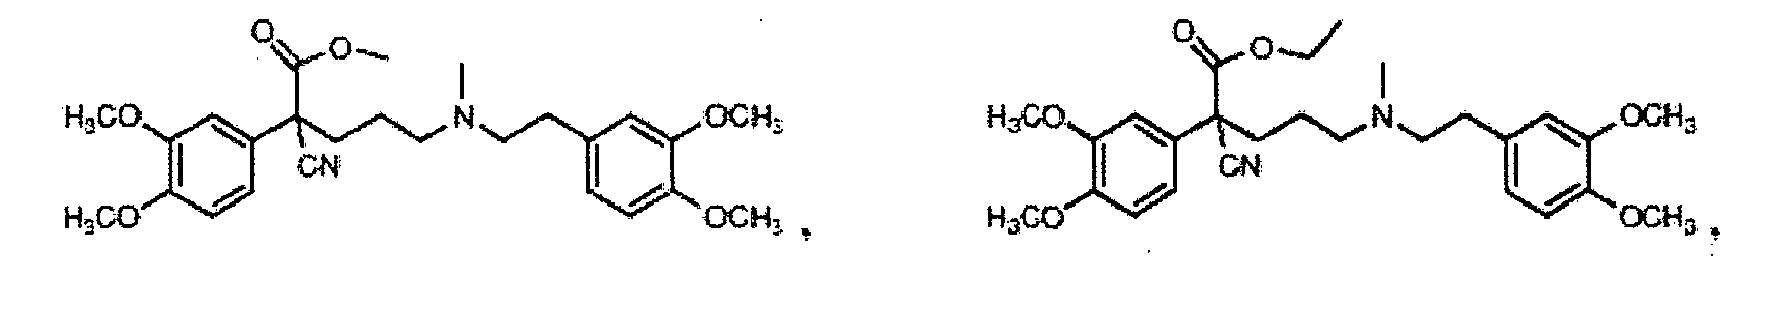 O O O O
H₃CO N OCH₃ H₃CO N OCH₃
CN CN
H₃CO OCH₃ , H₃CO OCH₃ ;